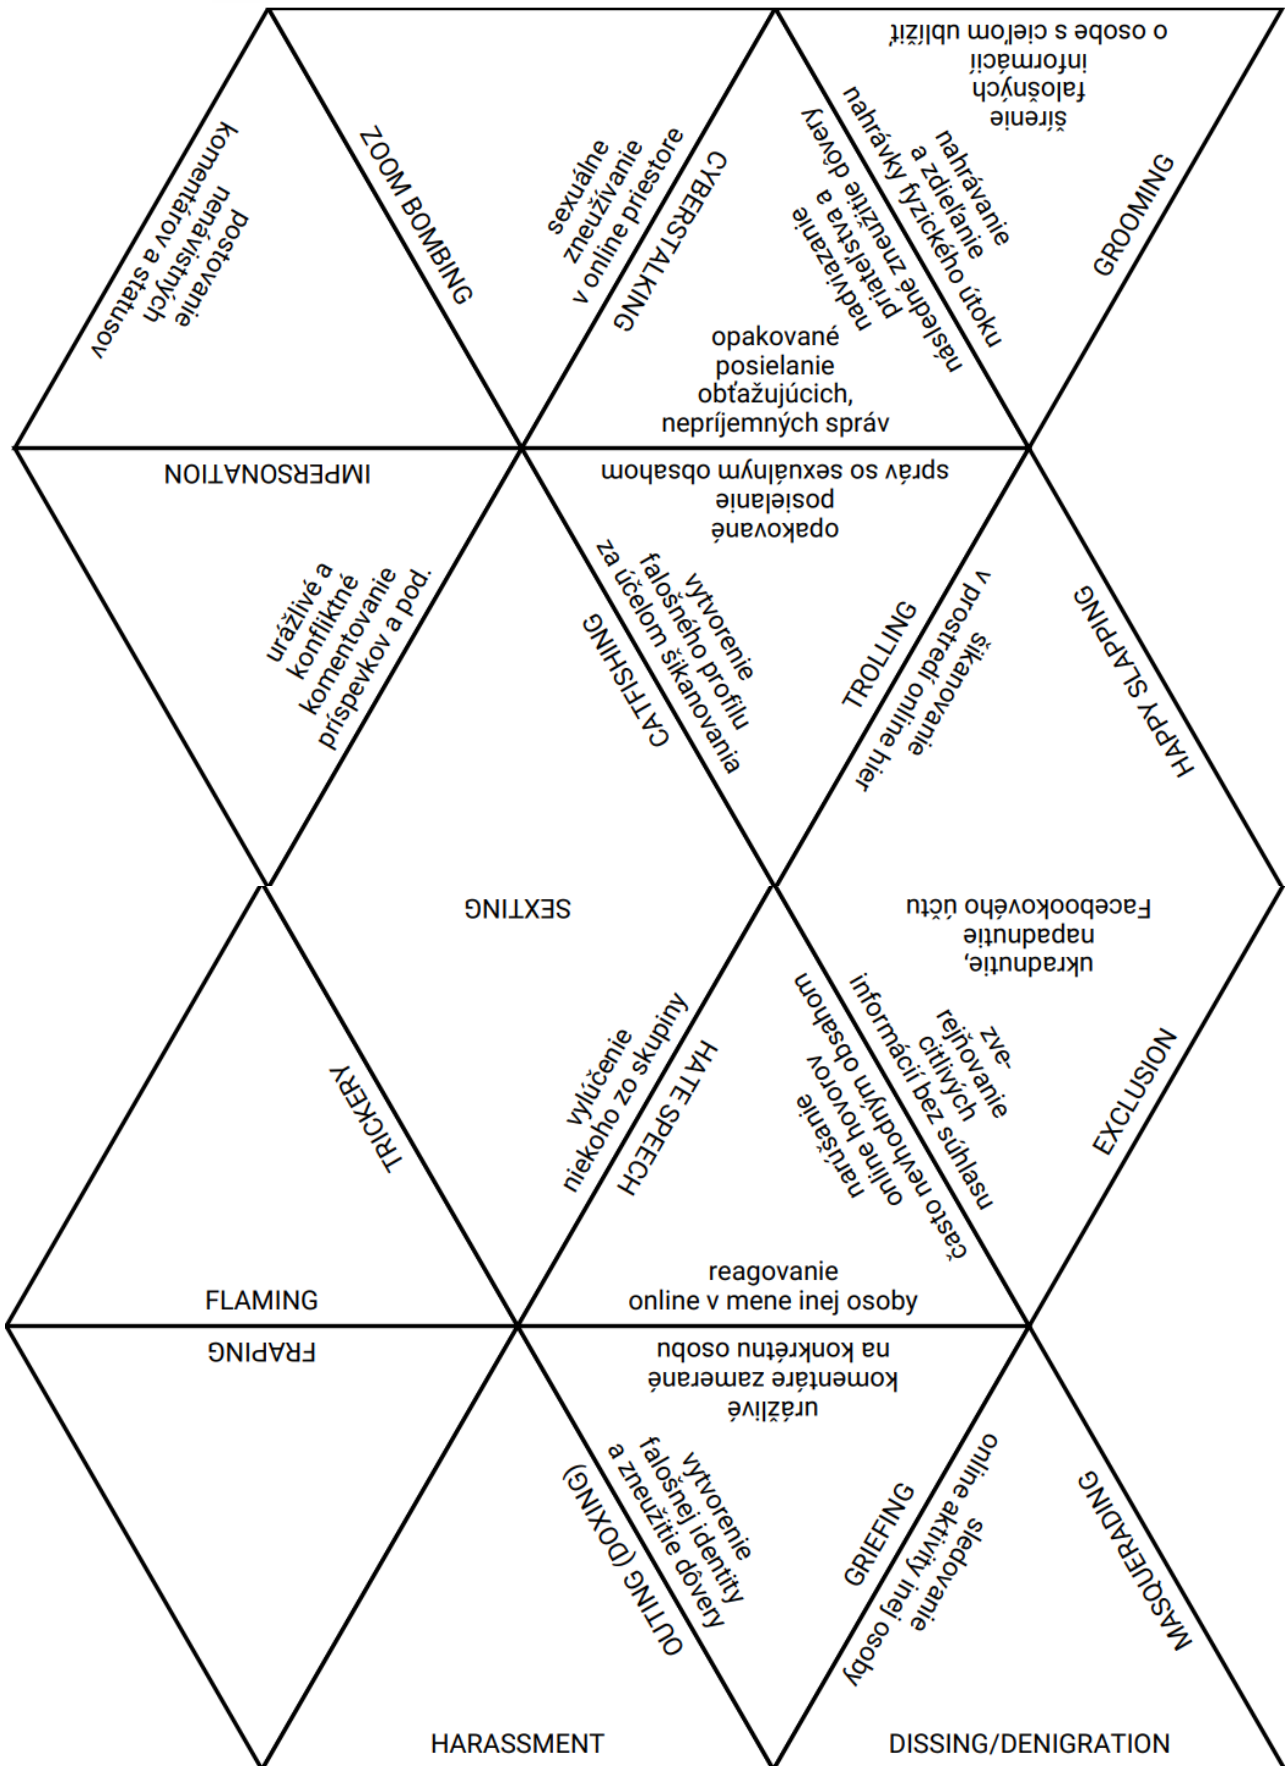 šírenie
falošných
informácií
o osobe s cieľom ublížiť
postovanie
nenávistných
komentárov a statusov
ZOOM BOMBING
sexuálne
zneužívanie
v online priestore
CYBERSTALKING
nadviazanie
priateľstva a
následné zneužitie dôvery
nahrávanie
a zdieľanie
nahrávky fyzického útoku
GROOMING
opakované
posielanie
obťažujúcich,
nepríjemných správ
IMPERSONATION
opakované
posielanie
správ so sexuálnym obsahom
urážlivé a
konfliktné
komentovanie
príspevkov a pod.
CATFISHING
vytvorenie
falošného profilu
za účelom šikanovania
TROLLING
šikanovanie
v prostredí online hier
HAPPY SLAPPING
SEXTING
ukradnutie,
napadnutie
Facebookového účtu
TRICKERY
vylúčenie
niekoho zo skupiny
HATE SPEECH
narúšanie
online hovorov
často nevhodným obsahom
zve-
rejňovanie
citlivých
informácií bez súhlasu
EXCLUSION
FLAMING
reagovanie
online v mene inej osoby
FRAPING
urážlivé
komentáre zamerané
na konkrétnu osobu
OUTING (DOXING)
vytvorenie
falošnej identity
a zneužitie dôvery
GRIEFING
sledovanie
online aktivity inej osoby
MASQUERADING
HARASSMENT
DISSING/DENIGRATION